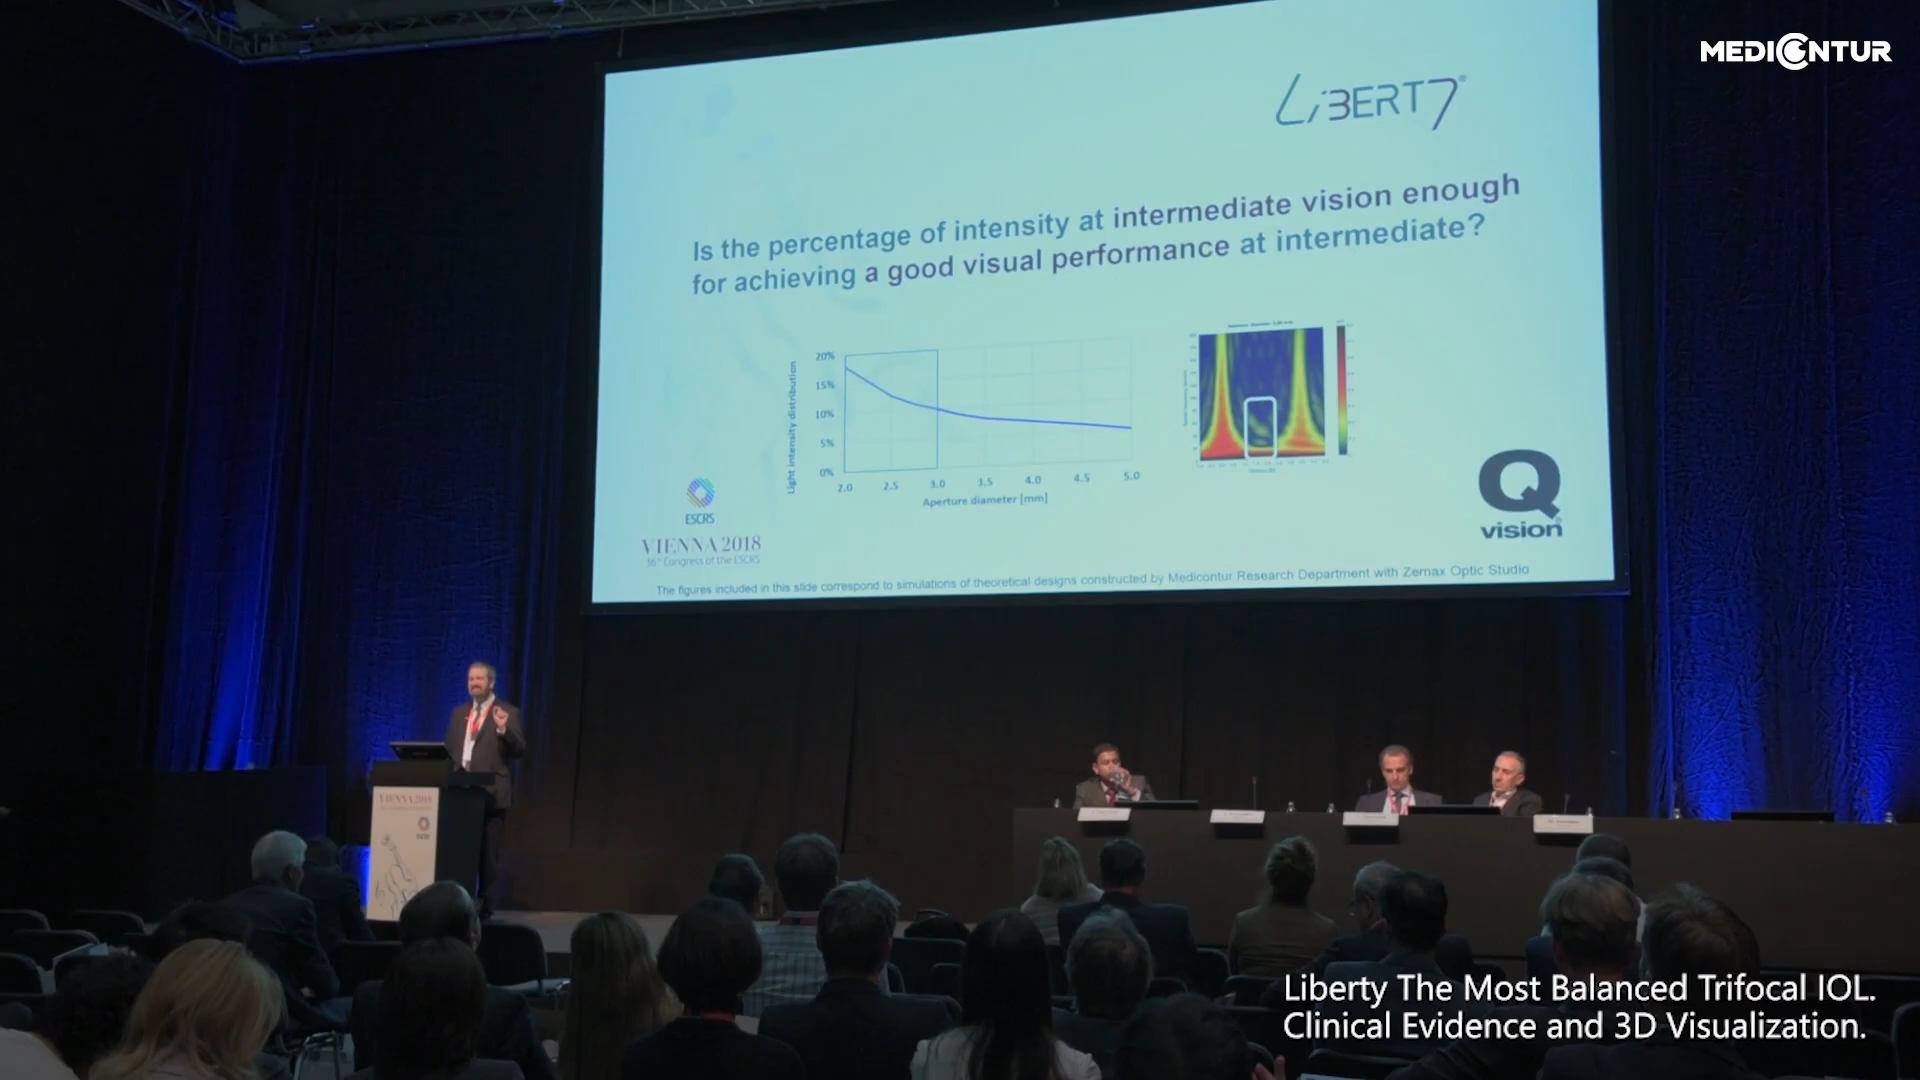 MEDICONTUR
LiBERT7®
Is the percentage of intensity at intermediate vision enough
for achieving a good visual performance at intermediate?
Light intensity distribution
20%
15%
10%
5%
0%
2.0 2.5 3.0 3.5 4.0 4.5 5.0
Aperture diameter [mm]
ESCRS
VIENNA 2018
36th Congress of the ESCRS
Q
vision
The figures included in this slide correspond to simulations of theoretical designs constructed by Medicontur Research Department with Zemax Optic Studio
VIENNA 2018
Liberty The Most Balanced Trifocal IOL.
Clinical Evidence and 3D Visualization.